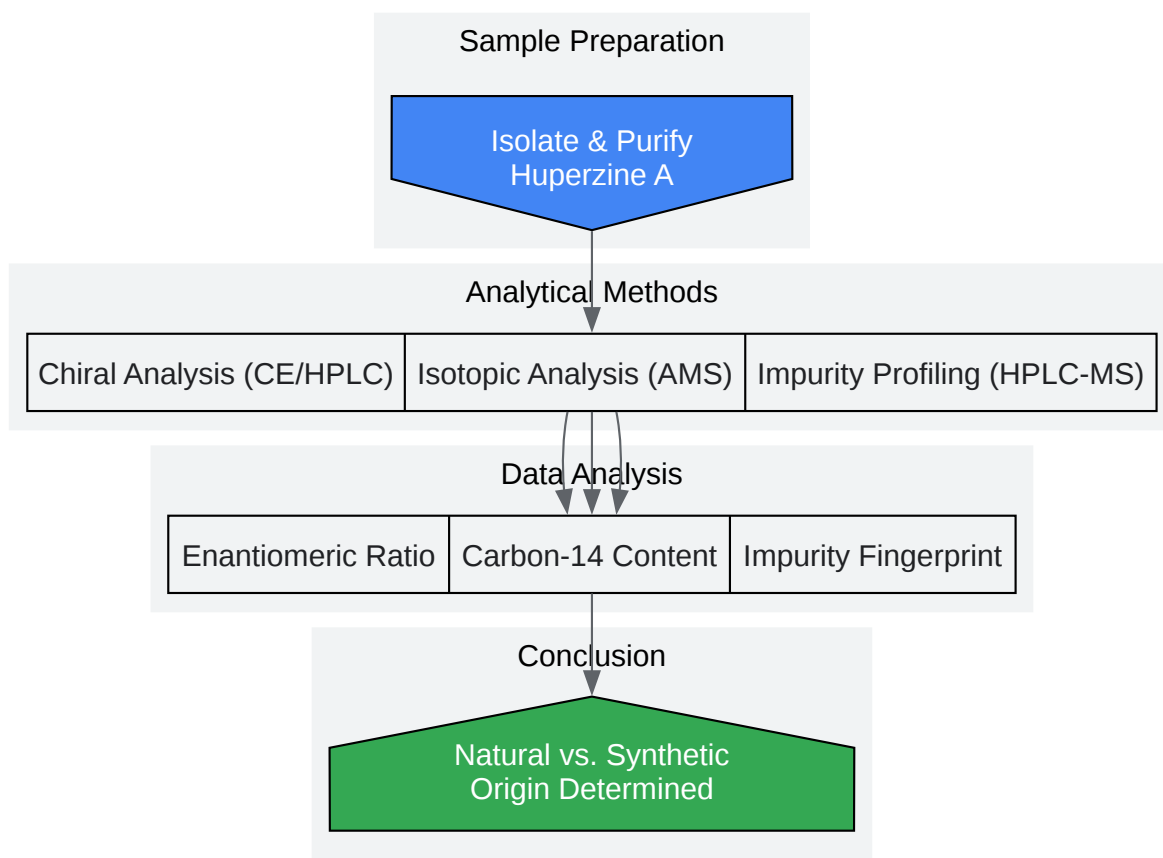 Sample Preparation
Isolate & Purify
Huperzine A
Analytical Methods
Chiral Analysis (CE/HPLC)
Isotopic Analysis (AMS)
Impurity Profiling (HPLC-MS)
Data Analysis
Enantiomeric Ratio
Carbon-14 Content
Impurity Fingerprint
Conclusion
Natural vs. Synthetic
Origin Determined